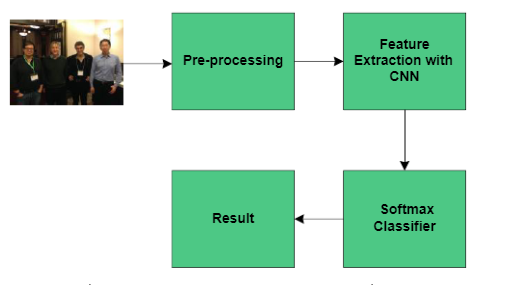 Pre-processing
Feature
Extraction with
CNN
Softmax
Classifier
Result